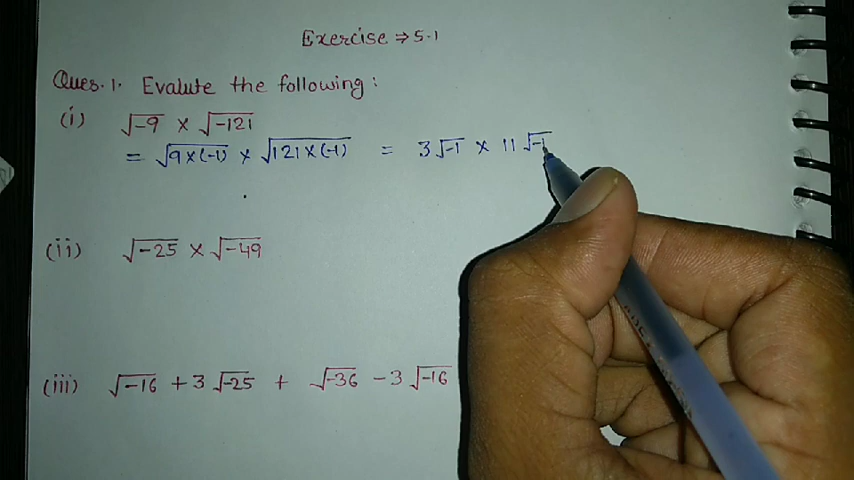 Exercise ⇒ 5.1
Ques. 1. Evalute the following :
(i) √-9 × √-121
= √9×(-1) × √121×(-1) = 3√-1 × 11√-1
(ii) √-25 × √-49
(iii) √-16 + 3√-25 + √-36 - 3√-16